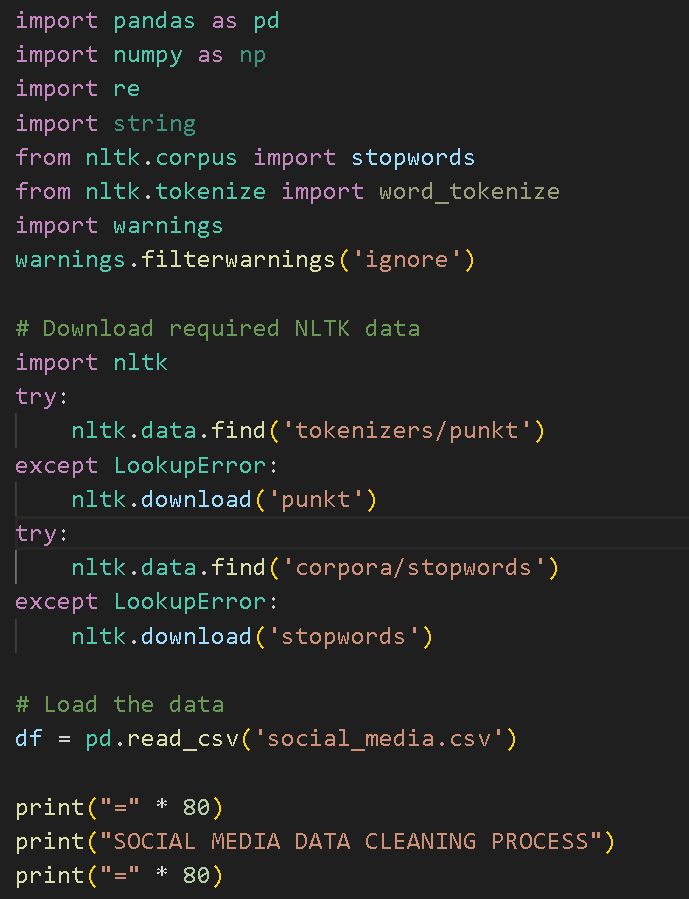 import pandas as pd
import numpy as np
import re
import string
from nltk.corpus import stopwords
from nltk.tokenize import word_tokenize
import warnings
warnings.filterwarnings('ignore')

# Download required NLTK data
import nltk
try:
    nltk.data.find('tokenizers/punkt')
except LookupError:
    nltk.download('punkt')
try:
    nltk.data.find('corpora/stopwords')
except LookupError:
    nltk.download('stopwords')

# Load the data
df = pd.read_csv('social_media.csv')

print("=" * 80)
print("SOCIAL MEDIA DATA CLEANING PROCESS")
print("=" * 80)